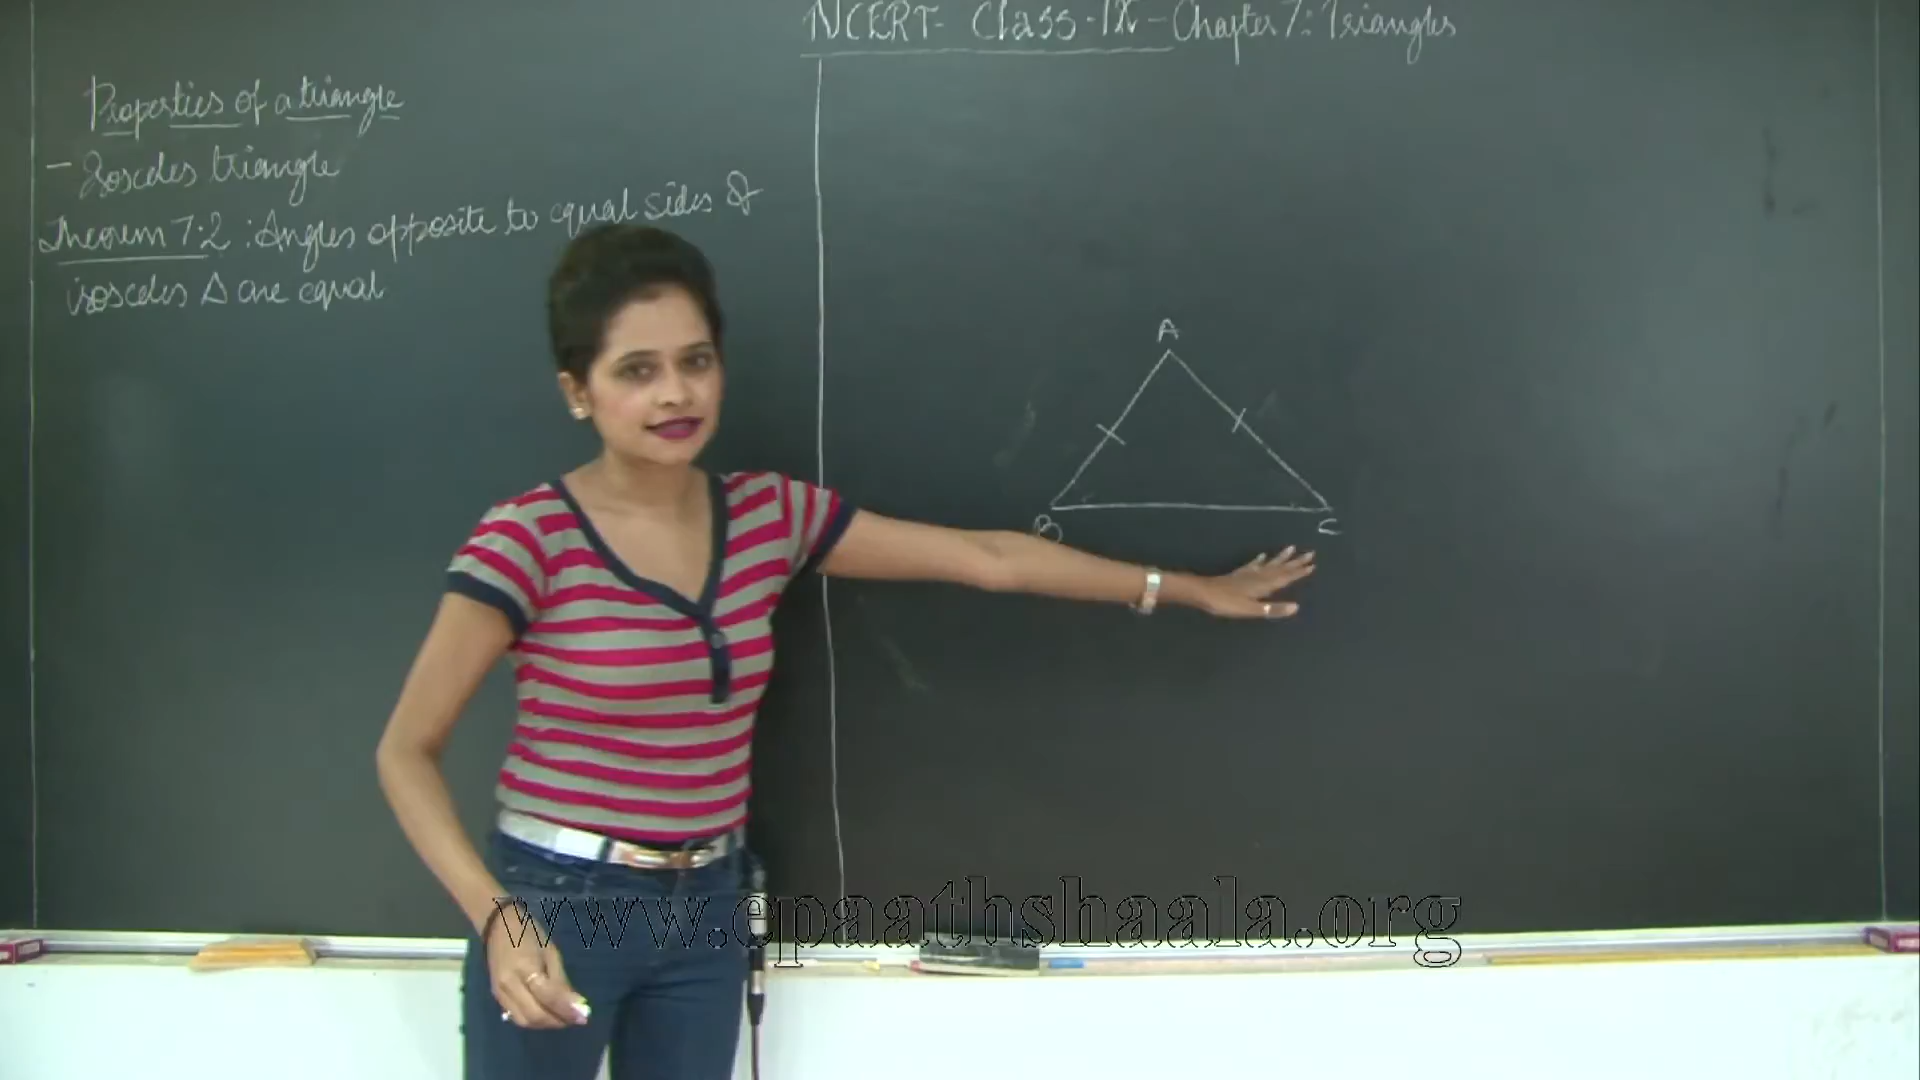 NCERT- Class-IX-Chapter 7: Triangles
Properties of a triangle
- Isosceles triangle
Theorem 7.2 : Angles opposite to equal sides of
isosceles Δ are equal
A
B
C
www.epaathshaala.org